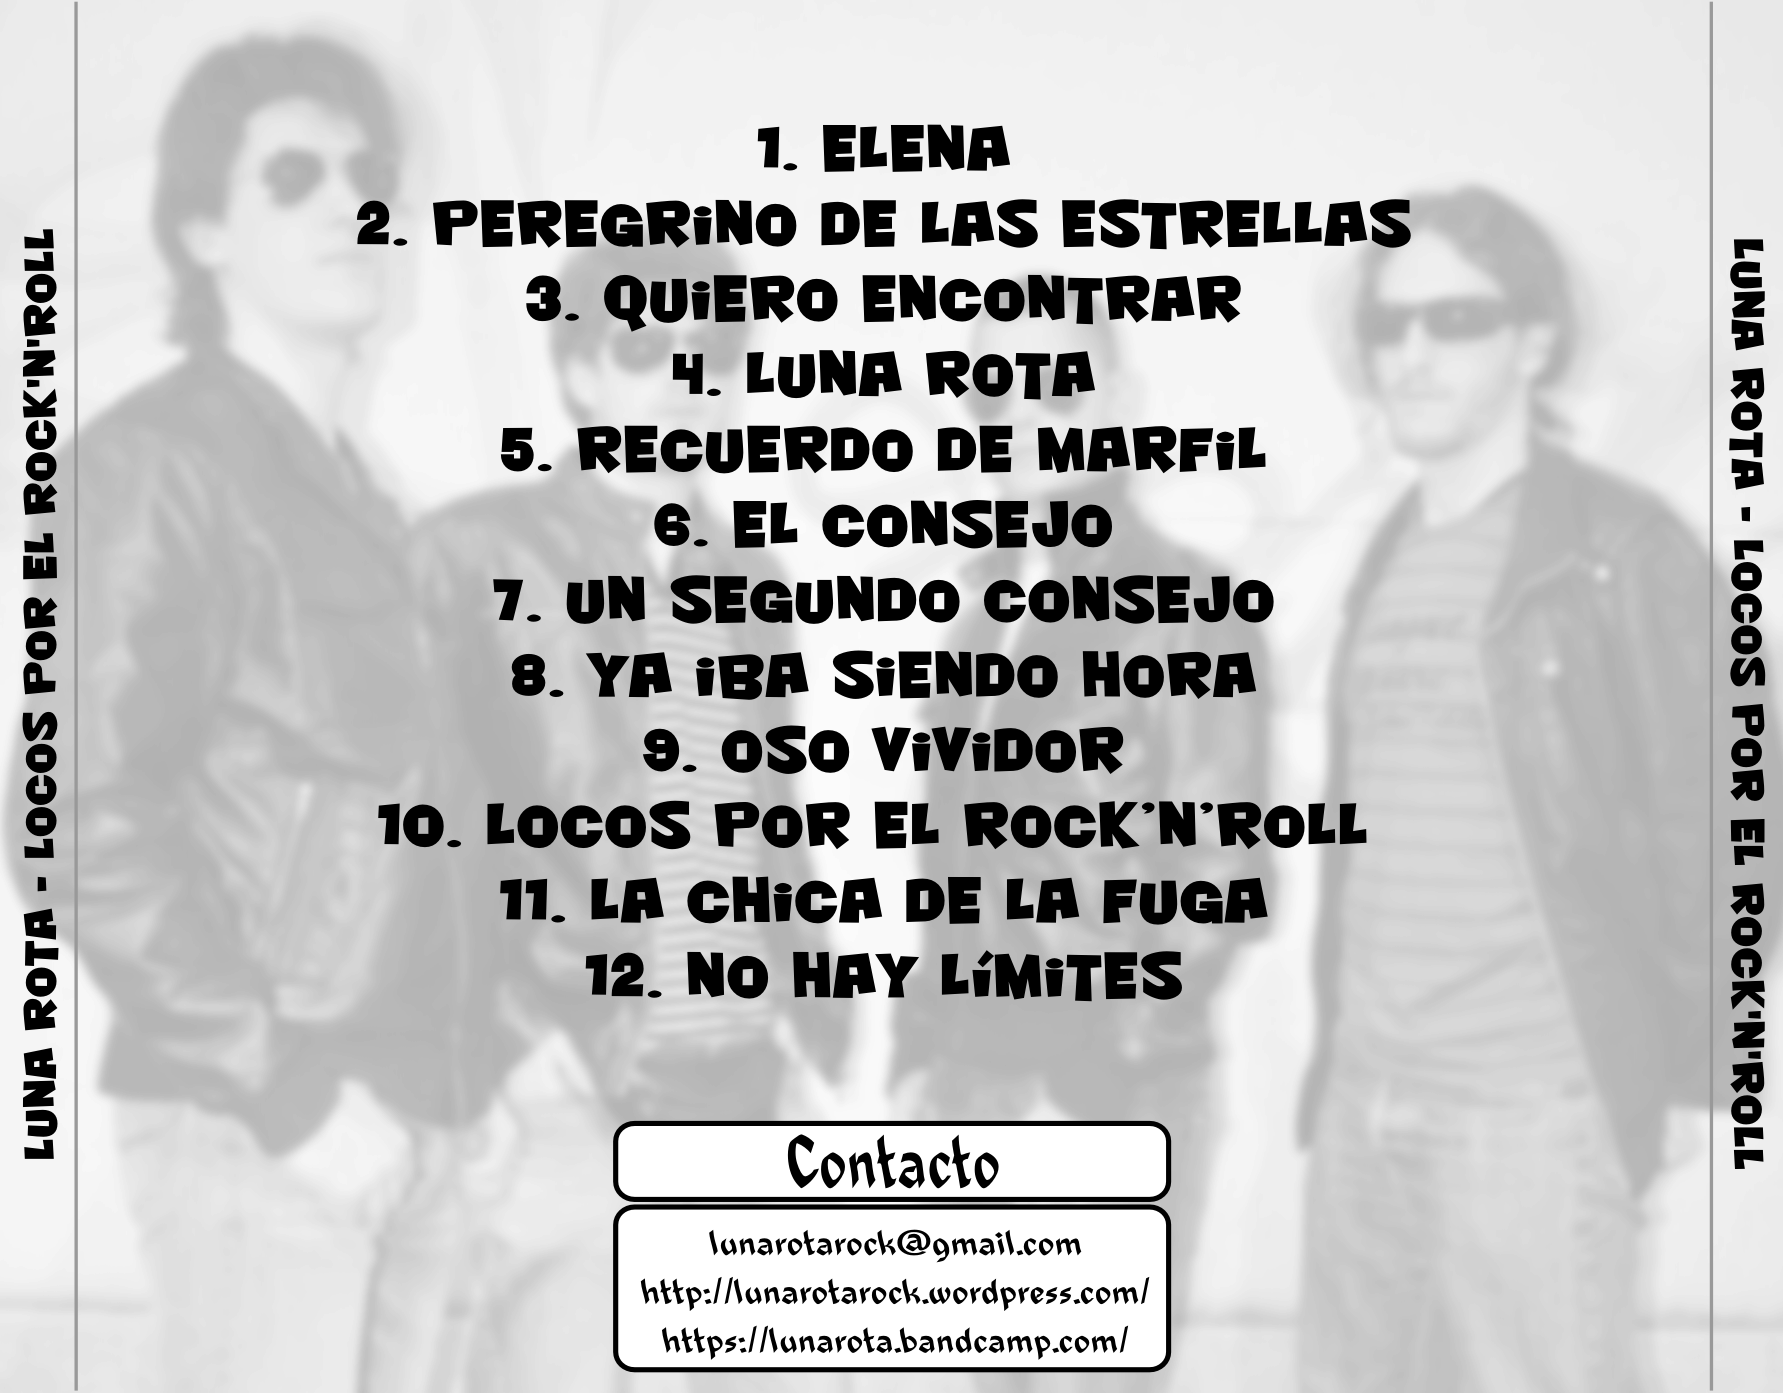 LUNA ROTA - LOCOS POR EL ROCK'N'ROLL
1. ELENA
2. PEREGRiNO DE LAS ESTRELLAS
3. QUiERO ENCONTRAR
4. LUNA ROTA
5. RECUERDO DE MARFiL
6. EL CONSEJO
7. UN SEGUNDO CONSEJO
8. YA iBA SiENDO HORA
9. OSO ViViDOR
10. LOCOS POR EL ROCK'N'ROLL
11. LA CHiCA DE LA FUGA
12. NO HAY LíMiTES
Contacto
lunarotarock@gmail.com
http://lunarotarock.wordpress.com/
https://lunarota.bandcamp.com/
LUNA ROTA - LOCOS POR EL ROCK'N'ROLL